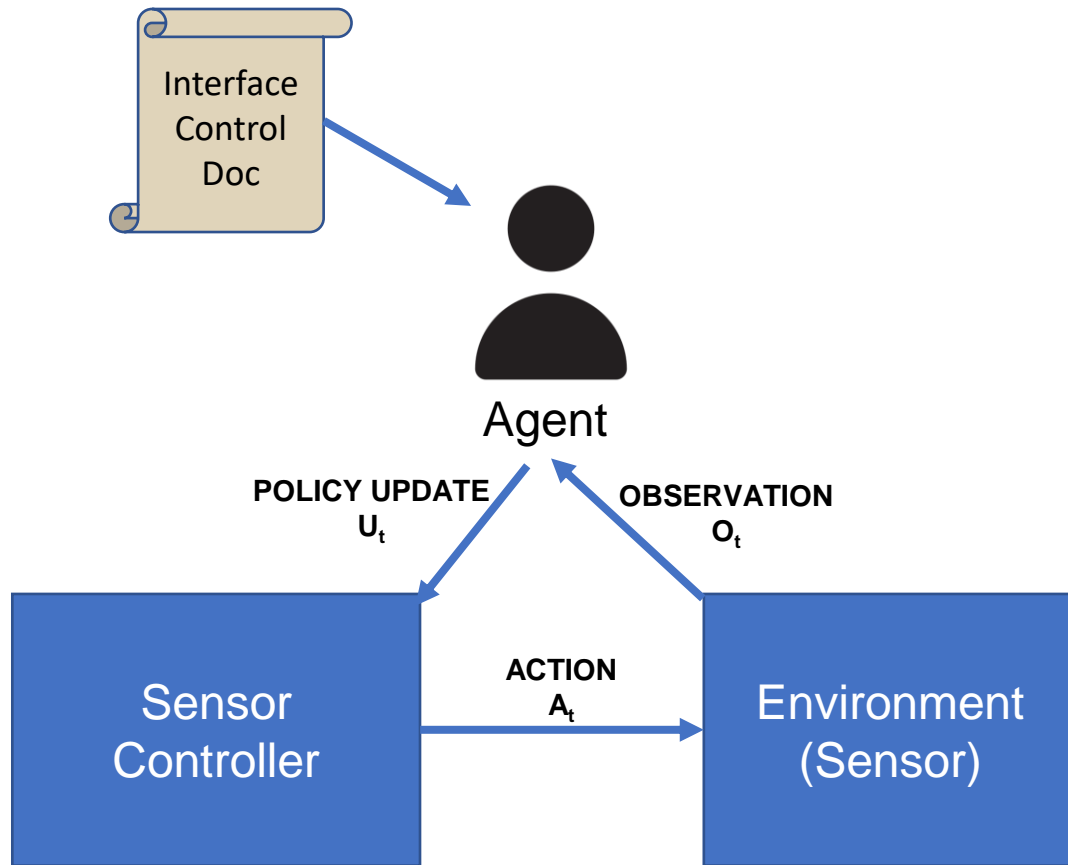 Interface
Control
Doc
Agent
POLICY UPDATE
Uₜ
OBSERVATION
Oₜ
ACTION
Aₜ
Sensor
Controller
Environment
(Sensor)